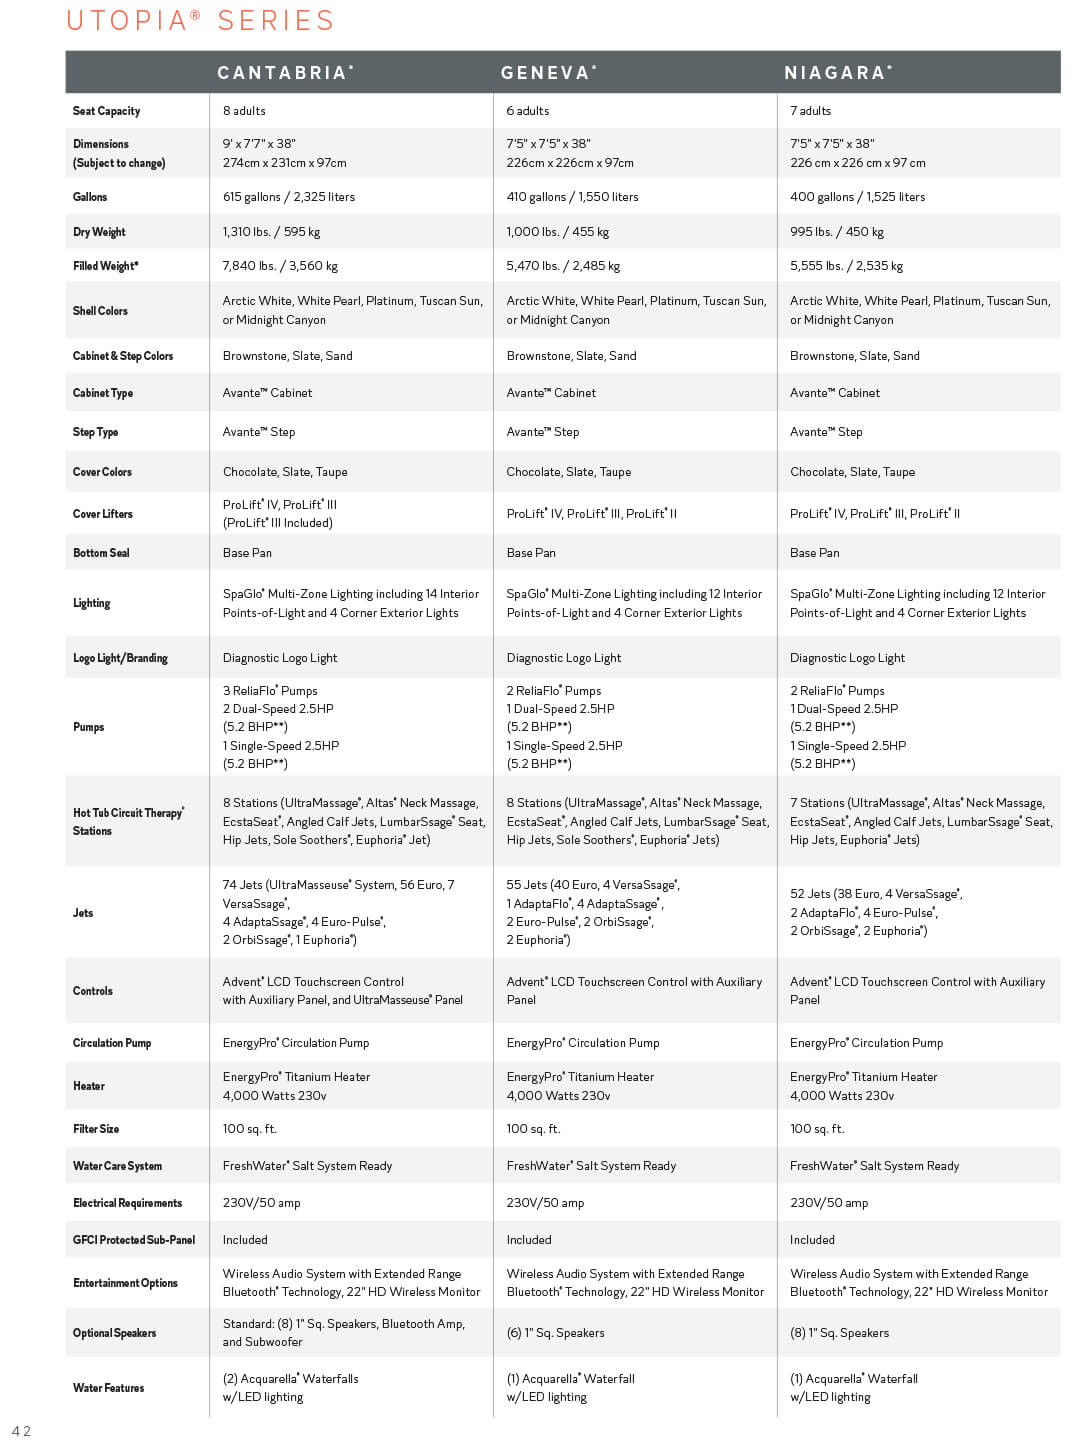 UTOPIA® SERIES
CANTABRIA® GENEVA® NIAGARA®
Seat Capacity 8 adults 6 adults 7 adults
Dimensions 9' x 7'7" x 38" 7'5" x 7'5" x 38" 7'5" x 7'5" x 38"
(Subject to change) 274cm x 231cm x 97cm 226cm x 226cm x 97cm 226 cm x 226 cm x 97 cm
Gallons 615 gallons / 2,325 liters 410 gallons / 1,550 liters 400 gallons / 1,525 liters
Dry Weight 1,310 lbs. / 595 kg 1,000 lbs. / 455 kg 995 lbs. / 450 kg
Filled Weight* 7,840 lbs. / 3,560 kg 5,470 lbs. / 2,485 kg 5,555 lbs. / 2,535 kg
Shell Colors
Arctic White, White Pearl, Platinum, Tuscan Sun,
or Midnight Canyon
Arctic White, White Pearl, Platinum, Tuscan Sun,
or Midnight Canyon
Arctic White, White Pearl, Platinum, Tuscan Sun,
or Midnight Canyon
Cabinet & Step Colors Brownstone, Slate, Sand Brownstone, Slate, Sand Brownstone, Slate, Sand
Cabinet Type Avante™ Cabinet Avante™ Cabinet Avante™ Cabinet
Step Type Avante™ Step Avante™ Step Avante™ Step
Cover Colors Chocolate, Slate, Taupe Chocolate, Slate, Taupe Chocolate, Slate, Taupe
Cover Lifters
ProLift® IV, ProLift® III
(ProLift® III Included)
ProLift® IV, ProLift® III, ProLift® II
ProLift® IV, ProLift® III, ProLift® II
Bottom Seal Base Pan Base Pan Base Pan
Lighting
SpaGlo® Multi-Zone Lighting including 14 Interior
Points-of-Light and 4 Corner Exterior Lights
SpaGlo® Multi-Zone Lighting including 12 Interior
Points-of-Light and 4 Corner Exterior Lights
SpaGlo® Multi-Zone Lighting including 12 Interior
Points-of-Light and 4 Corner Exterior Lights
Logo Light/Branding Diagnostic Logo Light Diagnostic Logo Light Diagnostic Logo Light
Pumps
3 ReliaFlo® Pumps
2 Dual-Speed 2.5HP
(5.2 BHP**)
1 Single-Speed 2.5HP
(5.2 BHP**)
2 ReliaFlo® Pumps
1 Dual-Speed 2.5HP
(5.2 BHP**)
1 Single-Speed 2.5HP
(5.2 BHP**)
2 ReliaFlo® Pumps
1 Dual-Speed 2.5HP
(5.2 BHP**)
1 Single-Speed 2.5HP
(5.2 BHP**)
Hot Tub Circuit Therapy®
Stations
8 Stations (UltraMassage®, Altas® Neck Massage,
EcstaSeat®, Angled Calf Jets, LumbarSsage® Seat,
Hip Jets, Sole Soothers®, Euphoria® Jet)
8 Stations (UltraMassage®, Altas® Neck Massage,
EcstaSeat®, Angled Calf Jets, LumbarSsage® Seat,
Hip Jets, Sole Soothers®, Euphoria® Jets)
7 Stations (UltraMassage®, Altas® Neck Massage,
EcstaSeat®, Angled Calf Jets, LumbarSsage® Seat,
Hip Jets, Euphoria® Jets)
Jets
74 Jets (UltraMasseuse® System, 56 Euro, 7
VersaSsage®,
4 AdaptaSsage®, 4 Euro-Pulse®,
2 OrbiSsage®, 1 Euphoria®)
55 Jets (40 Euro, 4 VersaSsage®,
1 AdaptaFlo®, 4 AdaptaSsage®,
2 Euro-Pulse®, 2 OrbiSsage®,
2 Euphoria®)
52 Jets (38 Euro, 4 VersaSsage®,
2 AdaptaFlo®, 4 Euro-Pulse®,
2 OrbiSsage®, 2 Euphoria®)
Controls
Advent® LCD Touchscreen Control
with Auxiliary Panel, and UltraMasseuse® Panel
Advent® LCD Touchscreen Control with Auxiliary
Panel
Advent® LCD Touchscreen Control with Auxiliary
Panel
Circulation Pump EnergyPro® Circulation Pump EnergyPro® Circulation Pump EnergyPro® Circulation Pump
Heater
EnergyPro® Titanium Heater
4,000 Watts 230v
EnergyPro® Titanium Heater
4,000 Watts 230v
EnergyPro® Titanium Heater
4,000 Watts 230v
Filter Size 100 sq. ft. 100 sq. ft. 100 sq. ft.
Water Care System FreshWater® Salt System Ready FreshWater® Salt System Ready FreshWater® Salt System Ready
Electrical Requirements 230V/50 amp 230V/50 amp 230V/50 amp
GFCI Protected Sub-Panel Included Included Included
Entertainment Options
Wireless Audio System with Extended Range
Bluetooth® Technology, 22" HD Wireless Monitor
Wireless Audio System with Extended Range
Bluetooth® Technology, 22" HD Wireless Monitor
Wireless Audio System with Extended Range
Bluetooth® Technology, 22" HD Wireless Monitor
Optional Speakers
Standard: (8) 1" Sq. Speakers, Bluetooth Amp,
and Subwoofer
(6) 1" Sq. Speakers
(8) 1" Sq. Speakers
Water Features
(2) Acquarella® Waterfalls
w/LED lighting
(1) Acquarella® Waterfall
w/LED lighting
(1) Acquarella® Waterfall
w/LED lighting
42